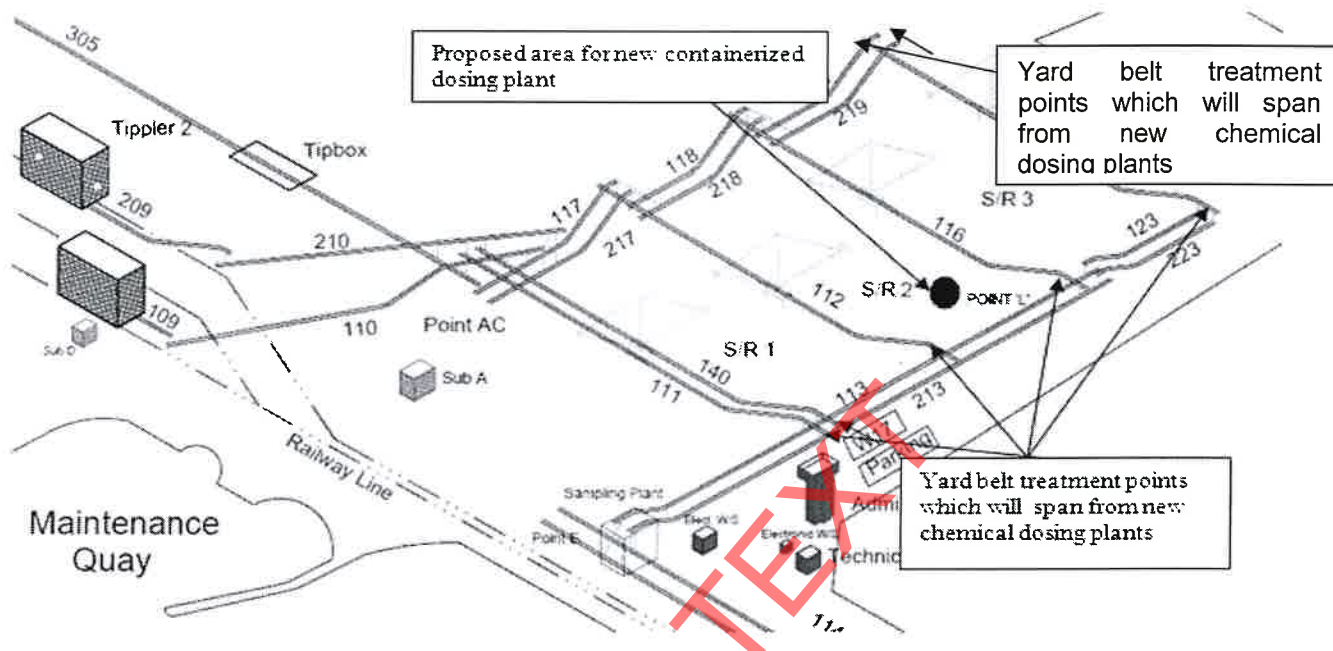 305
Proposed area for new containerized
dosing plant
Yard belt treatment
points which will span
from new chemical
dosing plants
Tippler 2
Tipbox
219
118
218
S/R 3
209
117
210
217
116
123
223
109
110
Point AC
112
S/R 2
POINT 'L'
S/R 1
Sub A
140
111
113
213
Railway Line
Parking
Sampling Plant
Yard belt treatment points
which will span from new
chemical dosing plants
Point E
Maintenance
Quay
TEXT